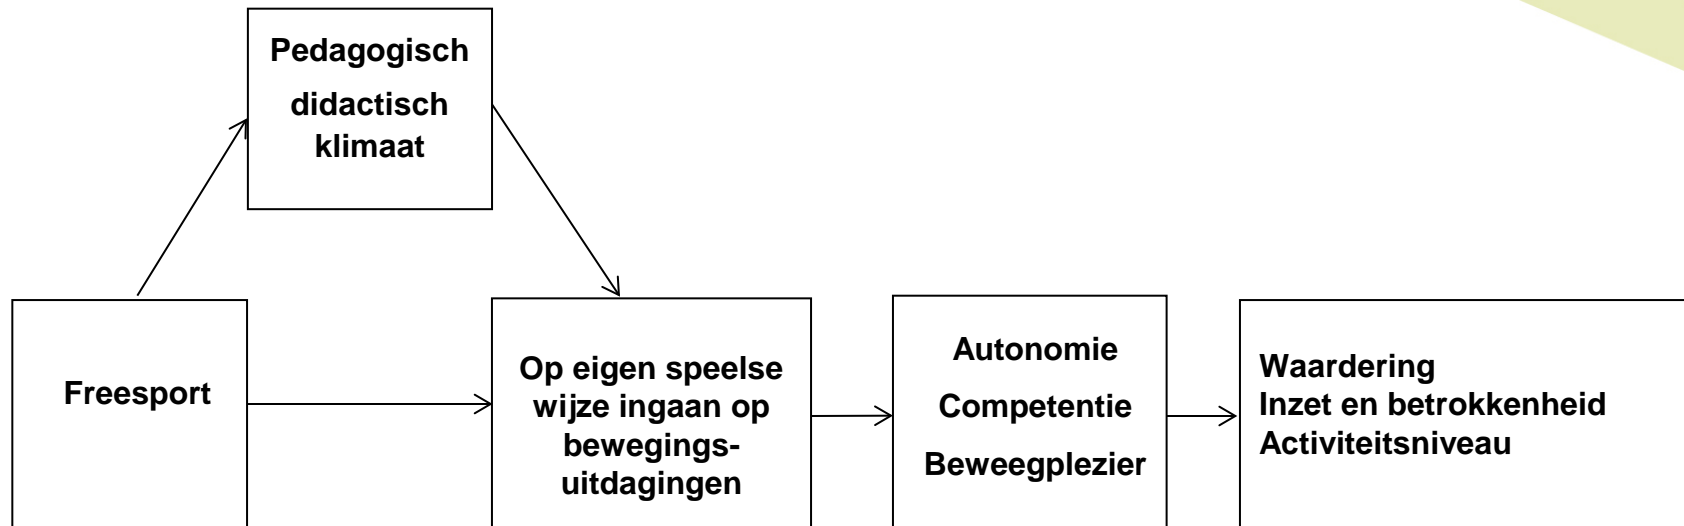 Pedagogisch
didactisch
klimaat
Freesport
Op eigen speelse
wijze ingaan op
bewegings-
uitdagingen
Autonomie
Competentie
Beweegplezier
Waardering
Inzet en betrokkenheid
Activiteitsniveau